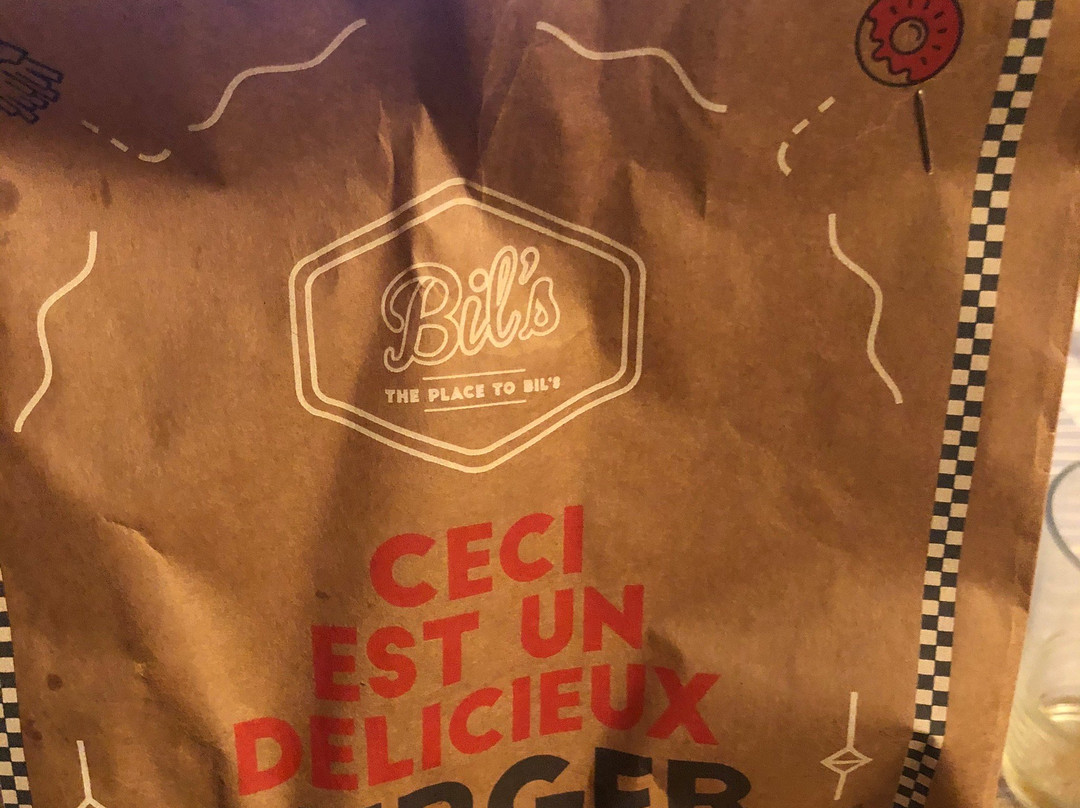 Bil's
THE PLACE TO BIL'S
CECI
EST UN
DELICIEUX